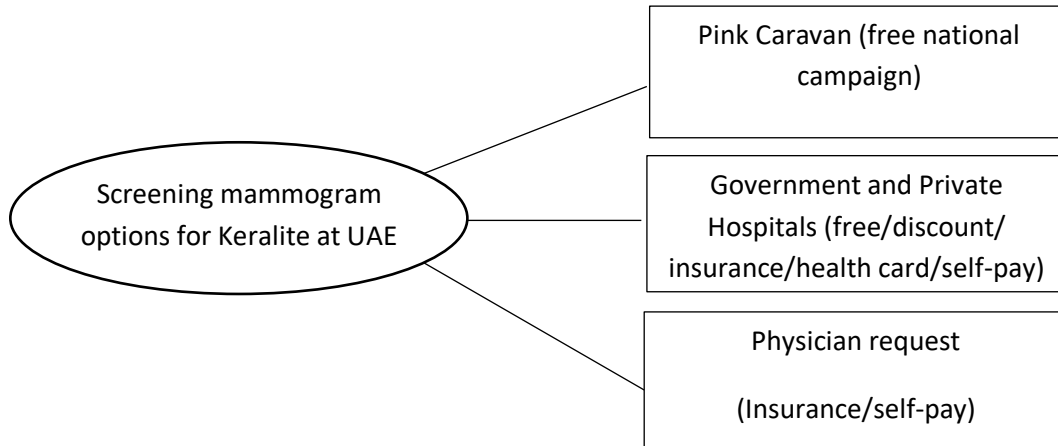 Screening mammogram
options for Keralite at UAE
Pink Caravan (free national
campaign)
Government and Private
Hospitals (free/discount/
insurance/health card/self-pay)
Physician request
(Insurance/self-pay)